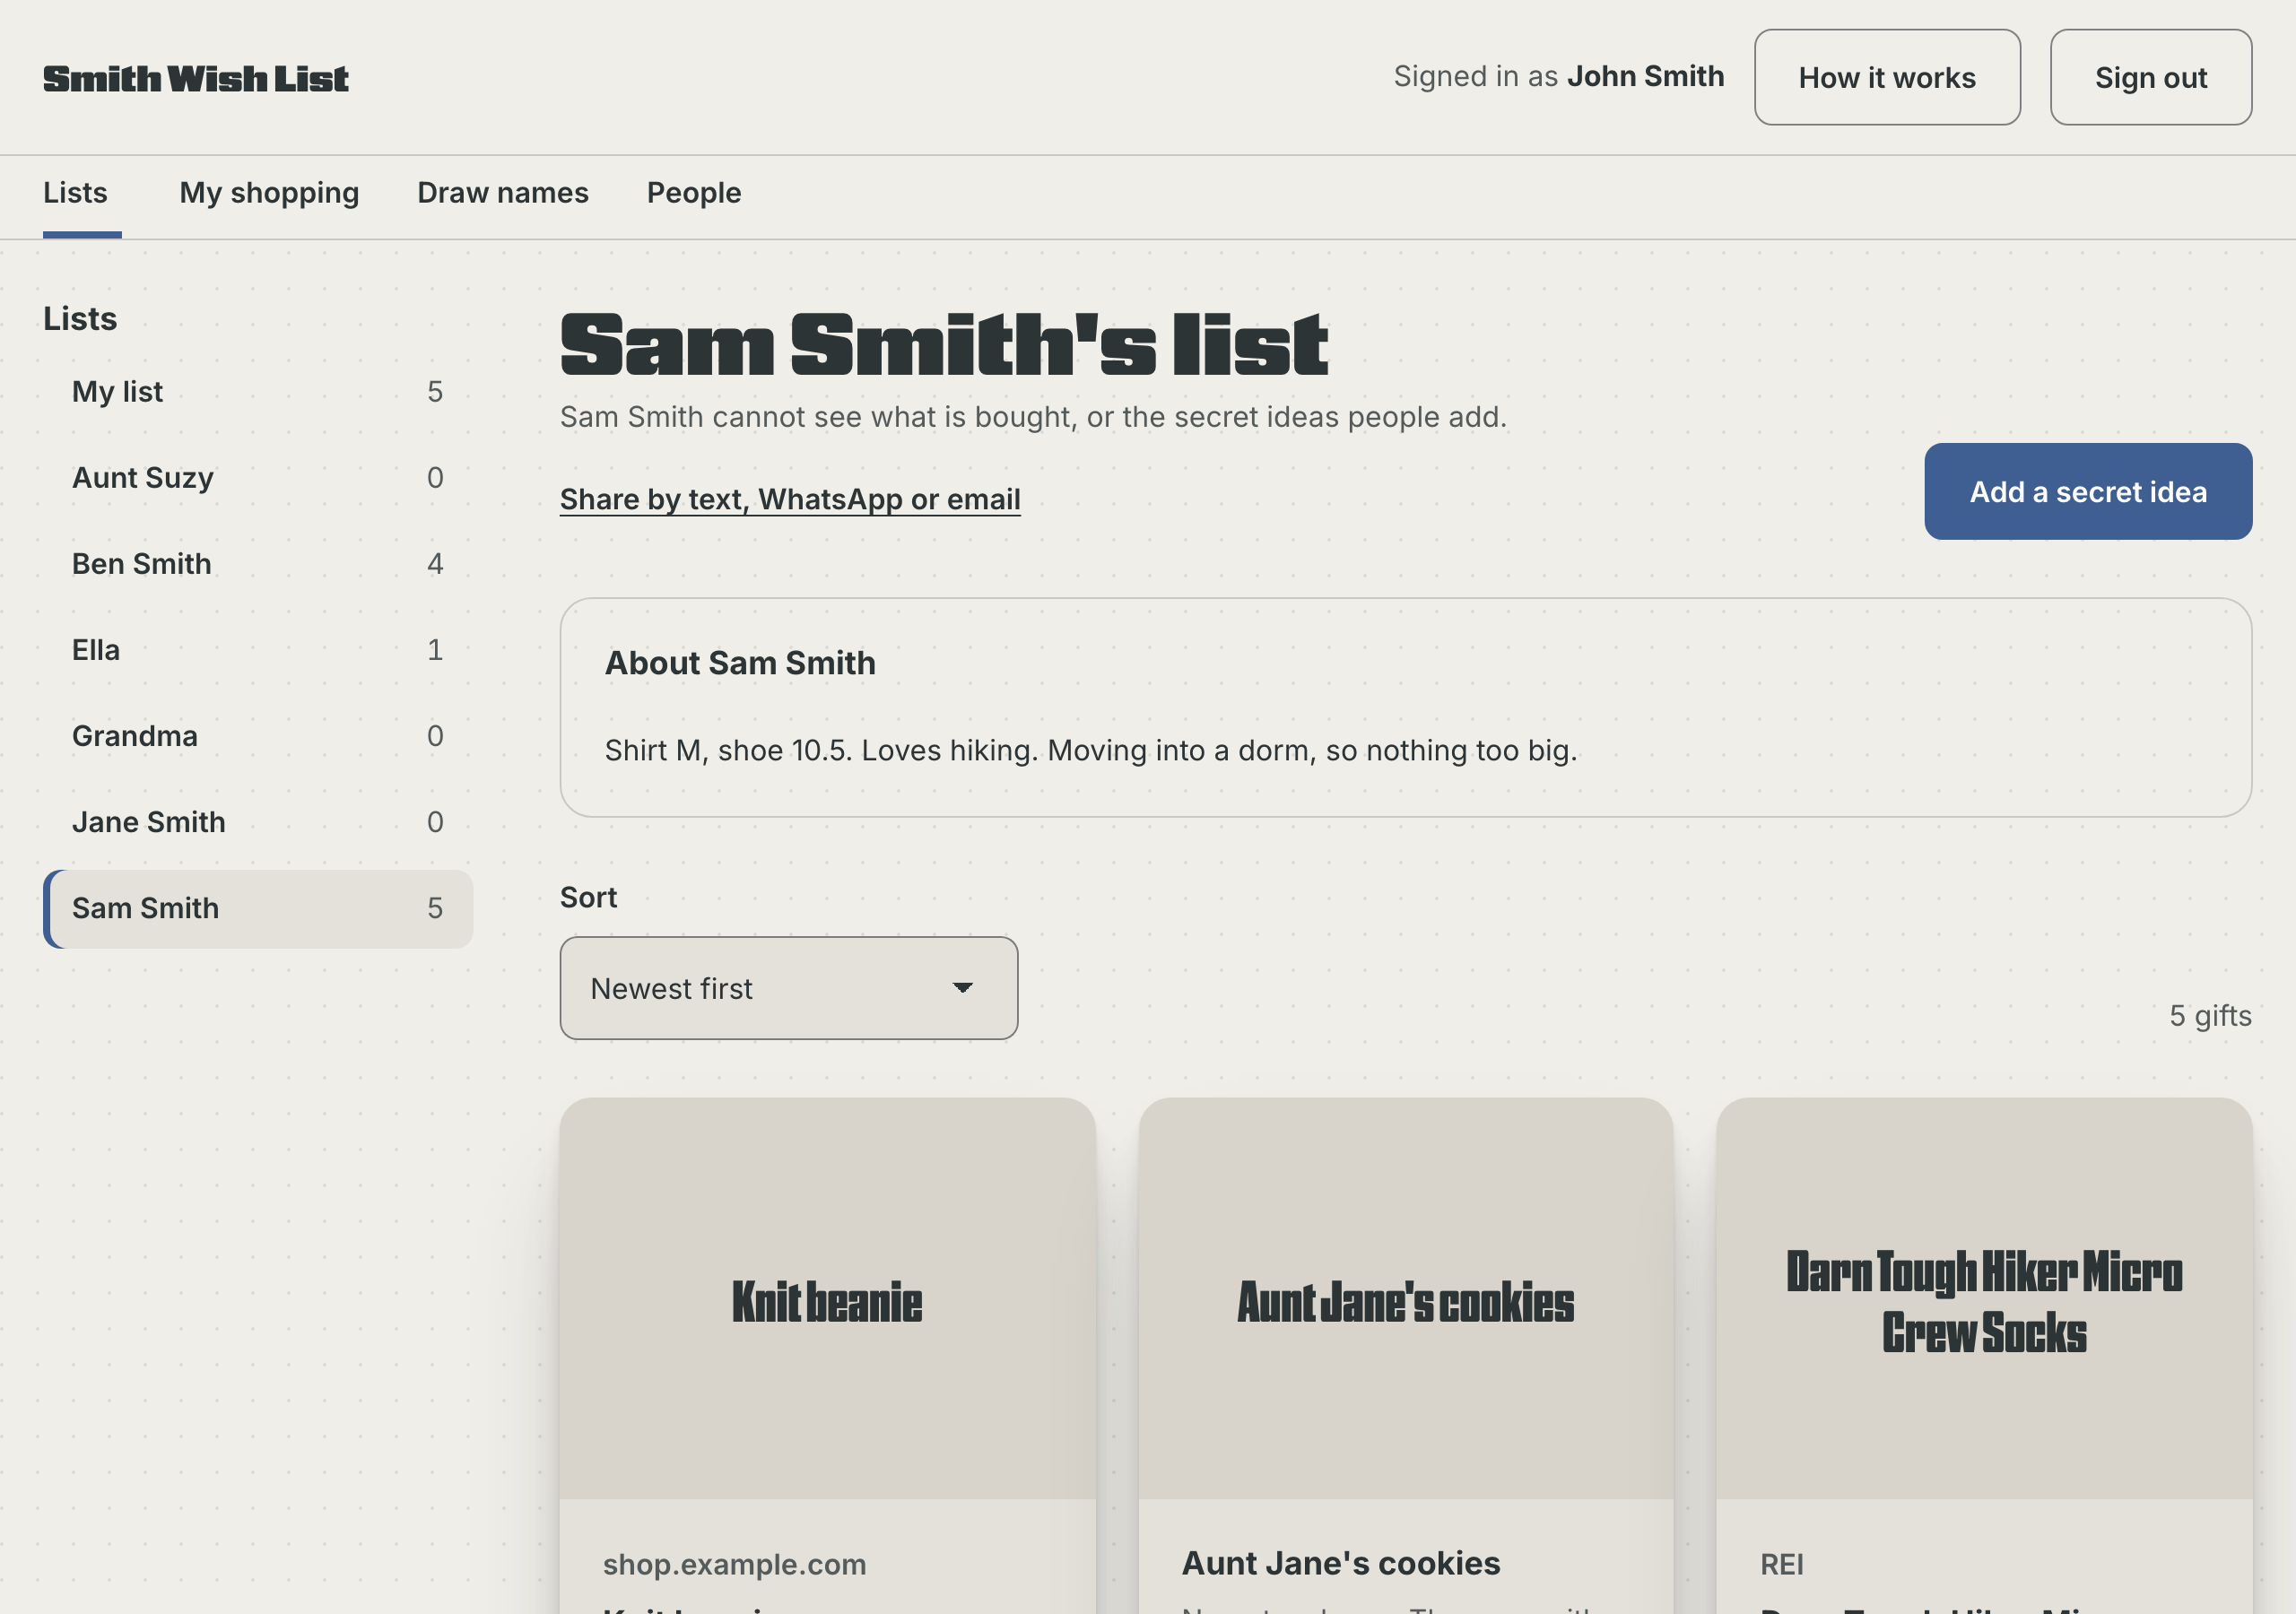 Smith Wish List
Signed in as John Smith
How it works
Sign out
Lists
My shopping
Draw names
People
Lists
My list 5
Aunt Suzy 0
Ben Smith 4
Ella 1
Grandma 0
Jane Smith 0
Sam Smith 5
Sam Smith's list
Sam Smith cannot see what is bought, or the secret ideas people add.
Share by text, WhatsApp or email
Add a secret idea
About Sam Smith
Shirt M, shoe 10.5. Loves hiking. Moving into a dorm, so nothing too big.
Sort
Newest first
5 gifts
Knit beanie
Aunt Jane's cookies
Darn Tough Hiker Micro
Crew Socks
shop.example.com
Aunt Jane's cookies
REI